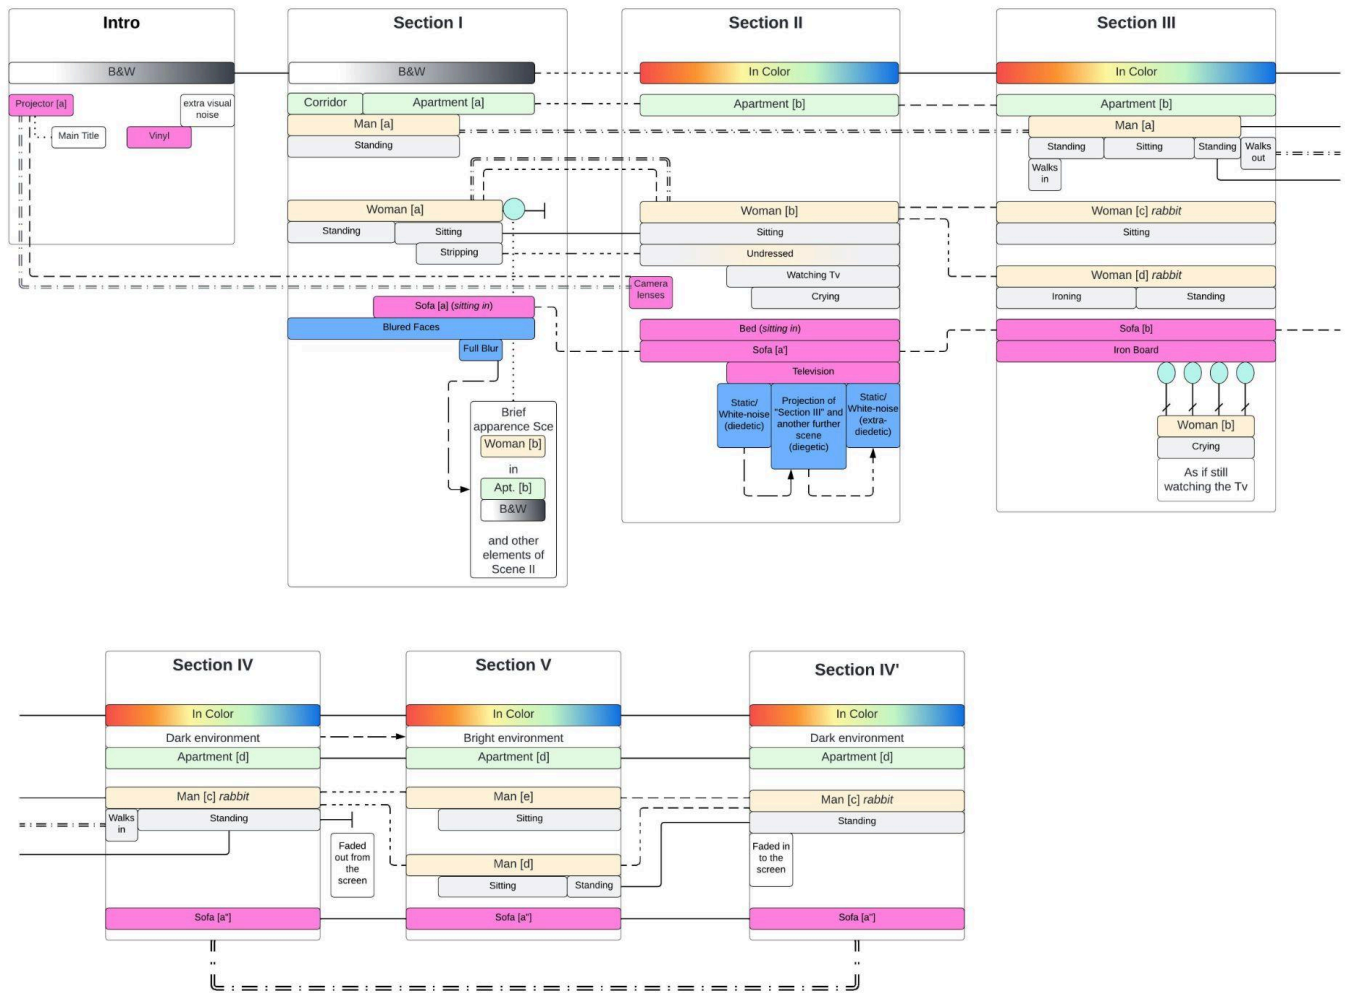 Intro
B&W
Projector [a]
extra visual
noise
Main Title
Vinyl
Section I
B&W
Corridor
Apartment [a]
Man [a]
Standing
Woman [a]
Standing
Sitting
Stripping
Sofa [a] (sitting in)
Blured Faces
Full Blur
Brief
apparence Sce
Woman [b]
in
Apt. [b]
B&W
and other
elements of
Scene II
Section II
In Color
Apartment [b]
Woman [b]
Sitting
Undressed
Watching Tv
Crying
Camera
lenses
Bed (sitting in)
Sofa [a']
Television
Static/
White-noise
(diedetic)
Projection of
"Section III" and
another further
scene
(diegetic)
Static/
White-noise
(extra-
diedetic)
Section III
In Color
Apartment [b]
Man [a]
Standing
Sitting
Standing
Walks
out
Walks
in
Woman [c] rabbit
Sitting
Woman [d] rabbit
Ironing
Standing
Sofa [b]
Iron Board
Woman [b]
Crying
As if still
watching the Tv
Section IV
In Color
Dark environment
Apartment [d]
Man [c] rabbit
Walks
in
Standing
Faded
out from
the
screen
Sofa [a"]
Section V
In Color
Bright environment
Apartment [d]
Man [e]
Sitting
Man [d]
Sitting
Standing
Sofa [a"]
Section IV'
In Color
Dark environment
Apartment [d]
Man [c] rabbit
Standing
Faded in
to the
screen
Sofa [a"]